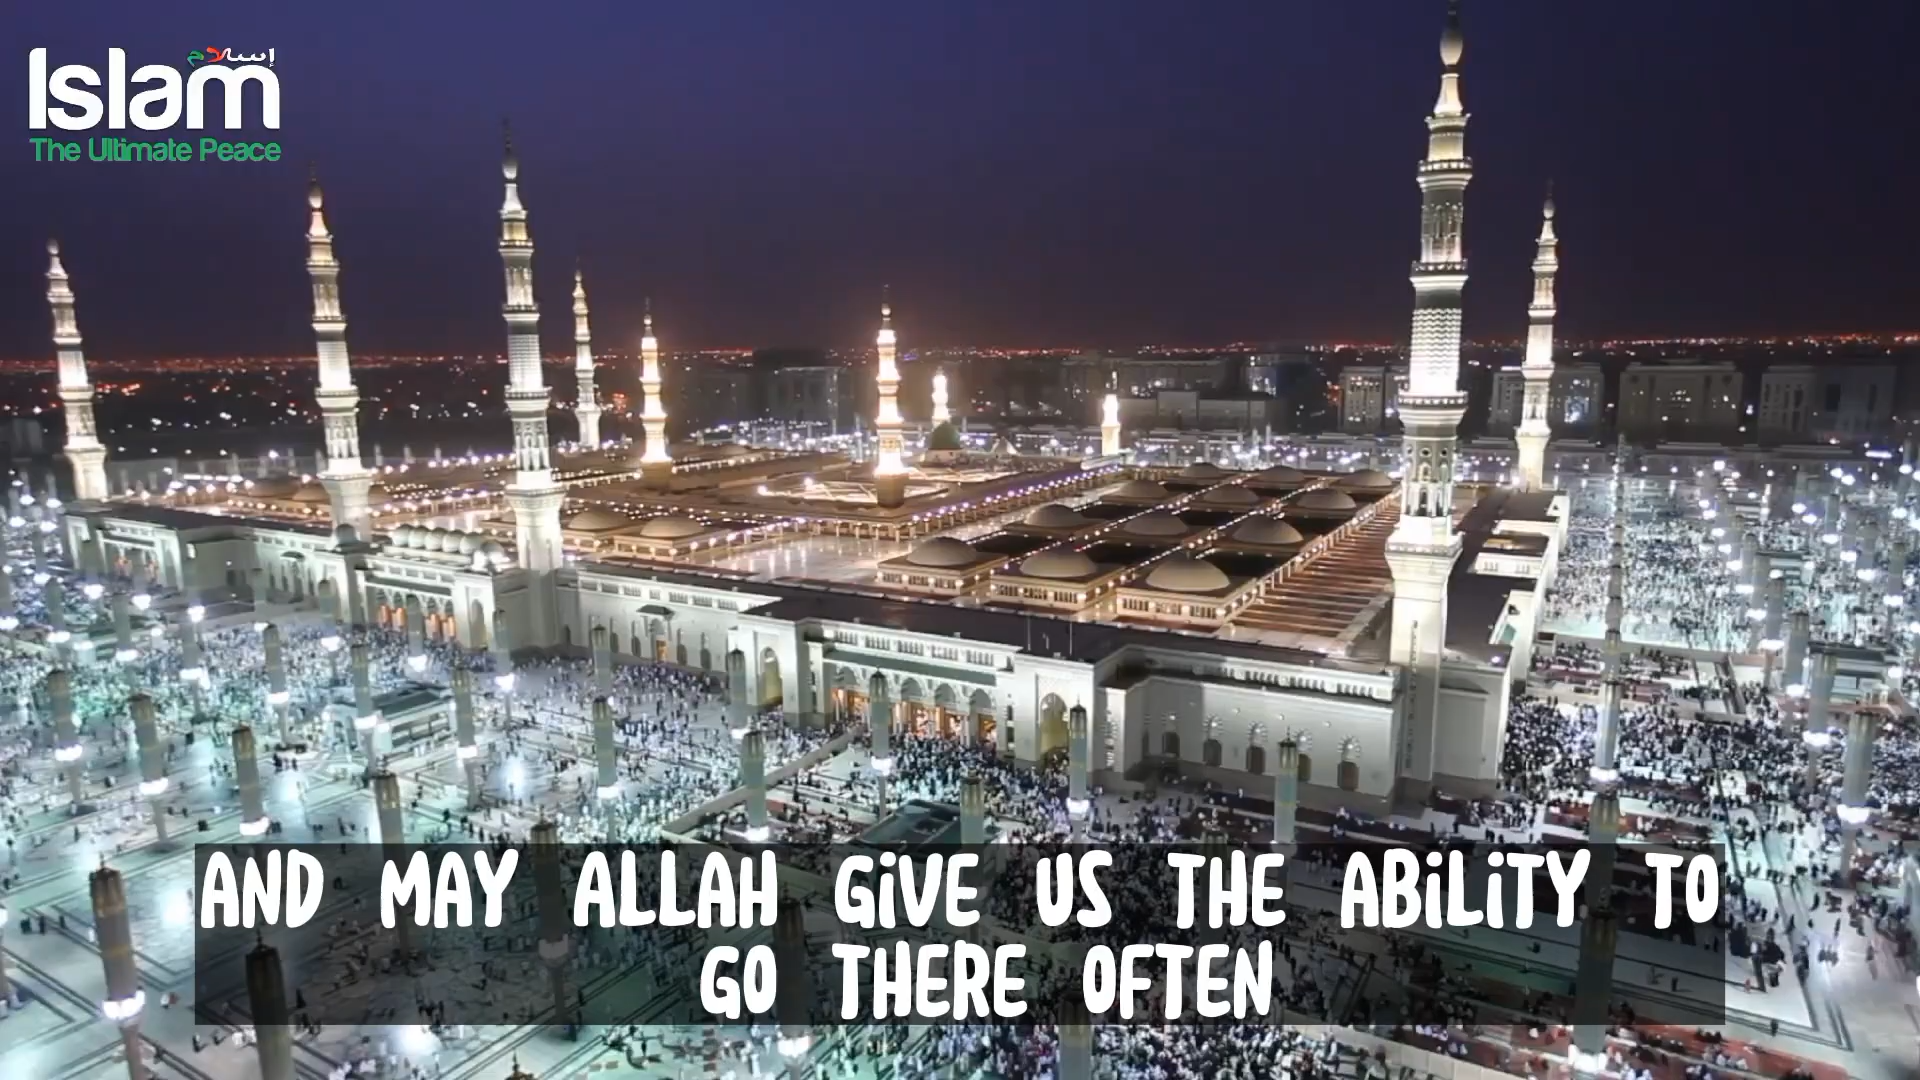 إسلام
Islam
The Ultimate Peace
AND MAY ALLAH GIVE US THE ABILITY TO
GO THERE OFTEN